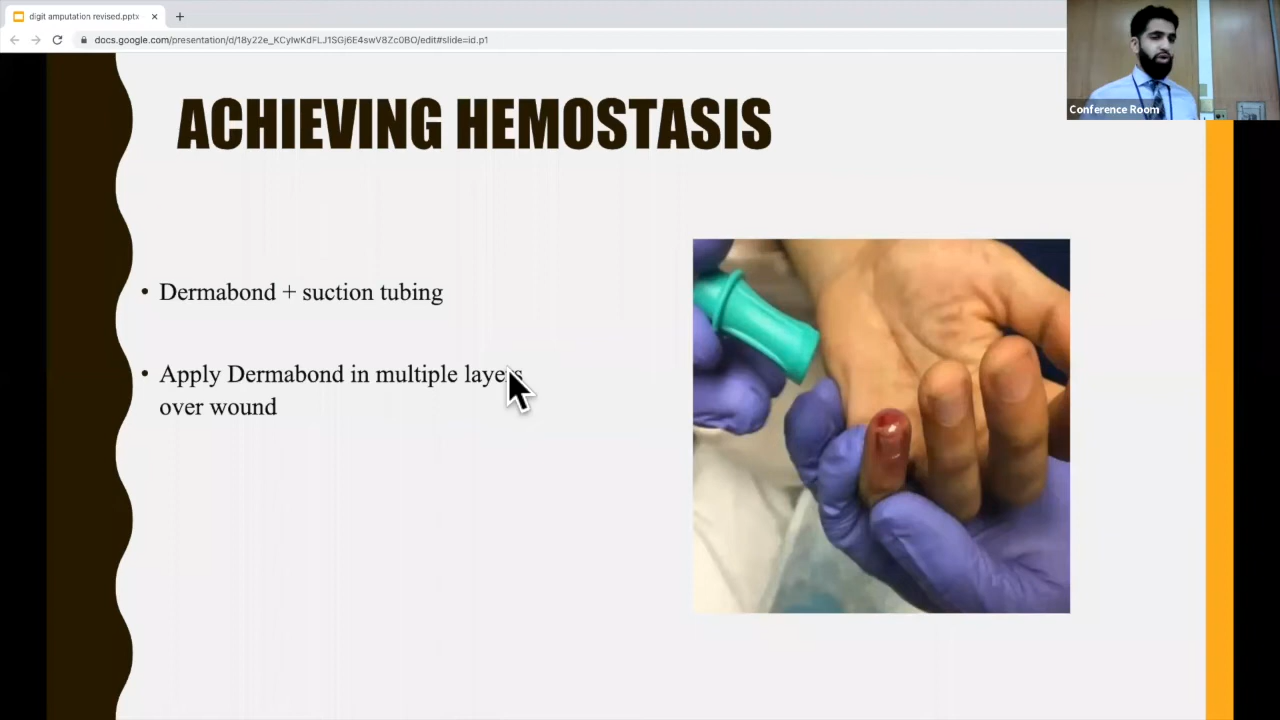 digit amputation revised.pptx
docs.google.com/presentation/d/18y22e_KCyIwKdFLJ1SGj6E4swV8Zc0BO/edit#slide=id.p1
Conference Room
ACHIEVING HEMOSTASIS
• Dermabond + suction tubing
• Apply Dermabond in multiple layers
over wound